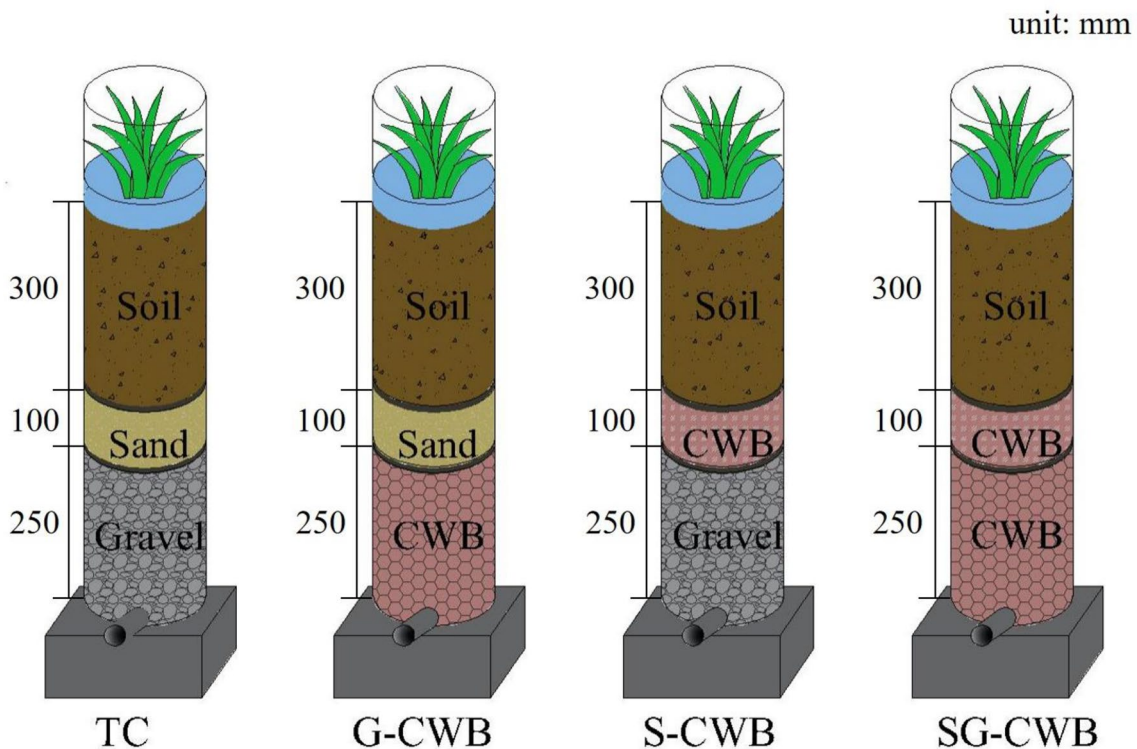 unit: mm
300 Soil 300 Soil 300 Soil 300 Soil
100 Sand 100 Sand 100 CWB 100 CWB
250 Gravel 250 CWB 250 Gravel 250 CWB
TC G-CWB S-CWB SG-CWB